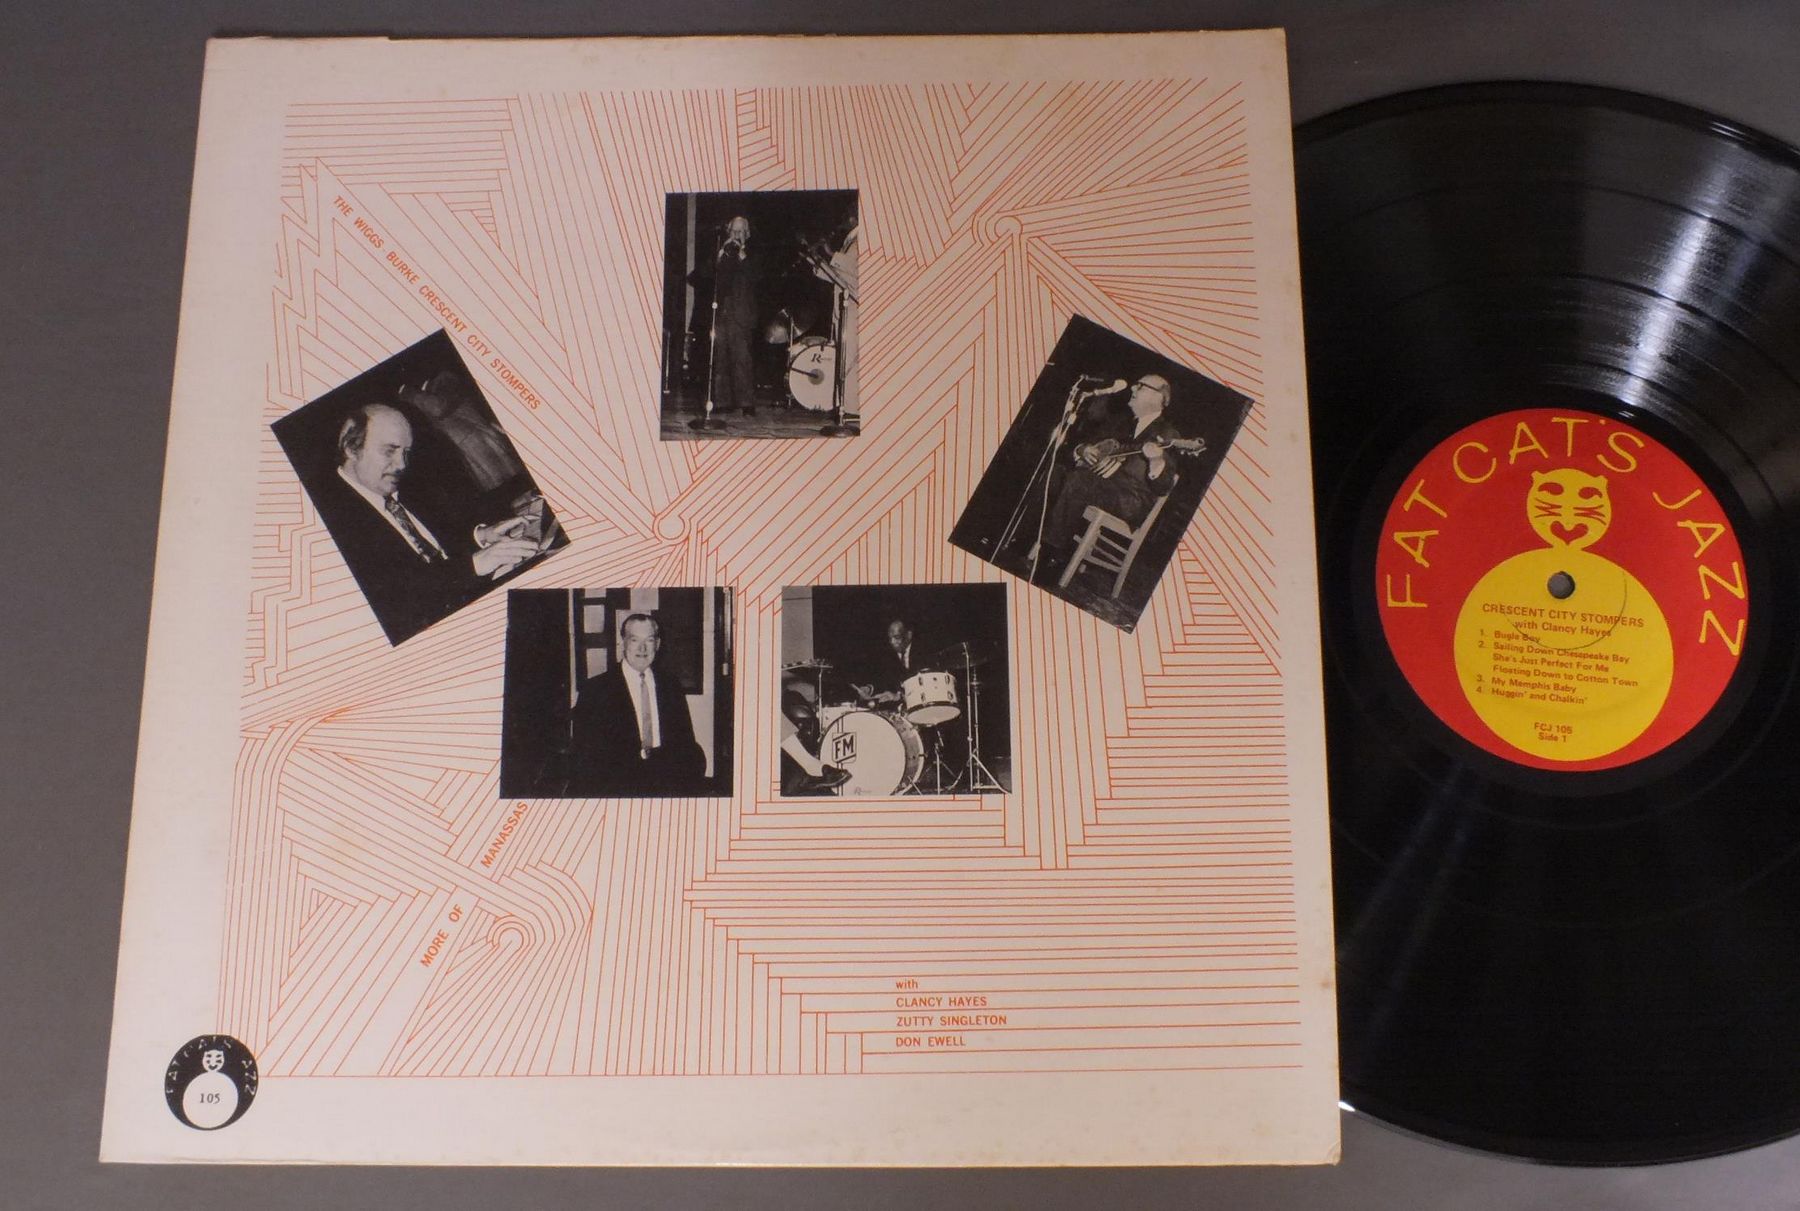 THE WIGGS BURKE CRESCENT CITY STOMPERS
MORE OF MANASSAS
with
CLANCY HAYES
ZUTTY SINGLETON
DON EWELL
FAT CAT'S JAZZ
105
R
FM
FAT CAT'S JAZZ
CRESCENT CITY STOMPERS
with Clancy Hayes
1. Bugle Boy
2. Sailing Down Chesapeake Bay
She's Just Perfect For Me
Floating Down to Cotton Town
3. My Memphis Baby
4. Huggin' and Chalkin'
FCJ 105
Side 1